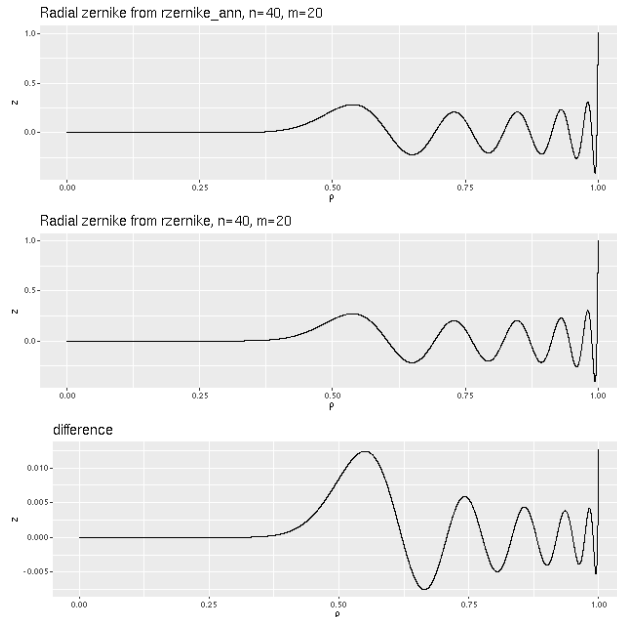 Radial zernike from rzernike_ann, n=40, m=20
1.0
0.5
0.0
z
0.00 0.25 0.50 0.75 1.00
ρ
Radial zernike from rzernike, n=40, m=20
1.0
0.5
0.0
z
0.00 0.25 0.50 0.75 1.00
ρ
difference
0.010
0.005
0.000
-0.005
z
0.00 0.25 0.50 0.75 1.00
ρ